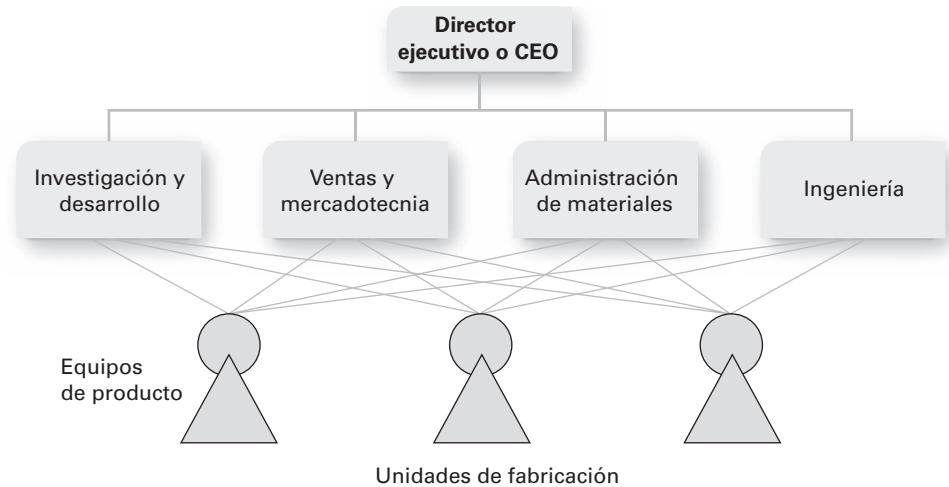 Director
ejecutivo o CEO
Investigación y
desarrollo
Ventas y
mercadotecnia
Administración
de materiales
Ingeniería
Equipos
de producto
Unidades de fabricación